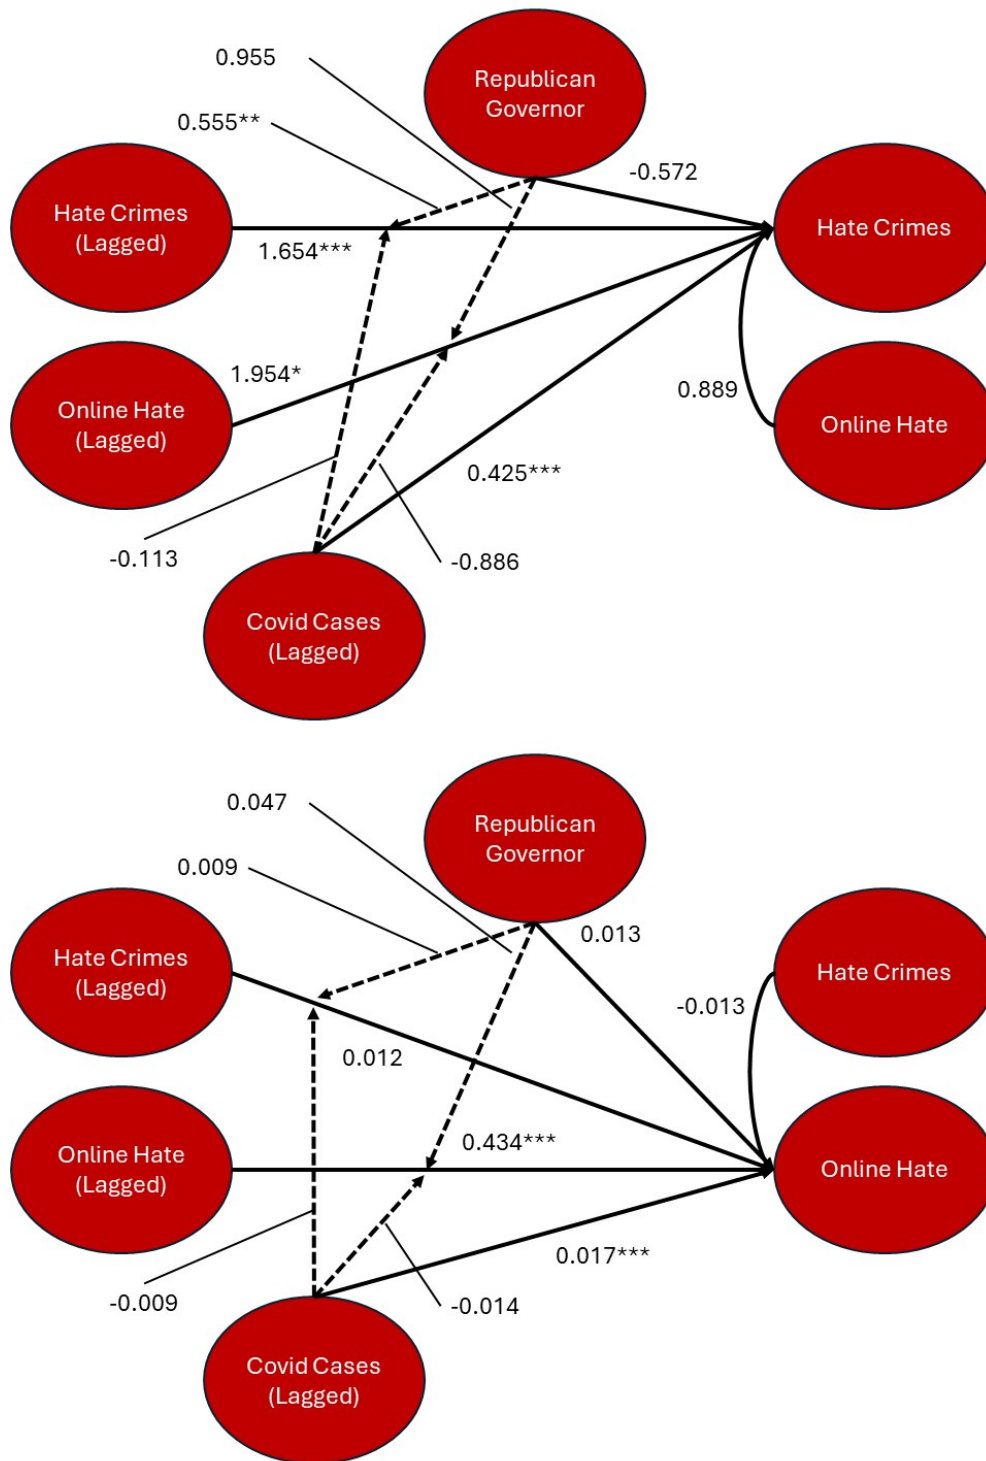 0.955
Republican
Governor
0.555**
-0.572
Hate Crimes
(Lagged)
Hate Crimes
1.654***
1.954*
0.889
Online Hate
(Lagged)
Online Hate
0.425***
-0.113
-0.886
Covid Cases
(Lagged)
0.047
Republican
Governor
0.009
0.013
Hate Crimes
(Lagged)
Hate Crimes
-0.013
0.012
0.434***
Online Hate
(Lagged)
Online Hate
0.017***
-0.009
-0.014
Covid Cases
(Lagged)